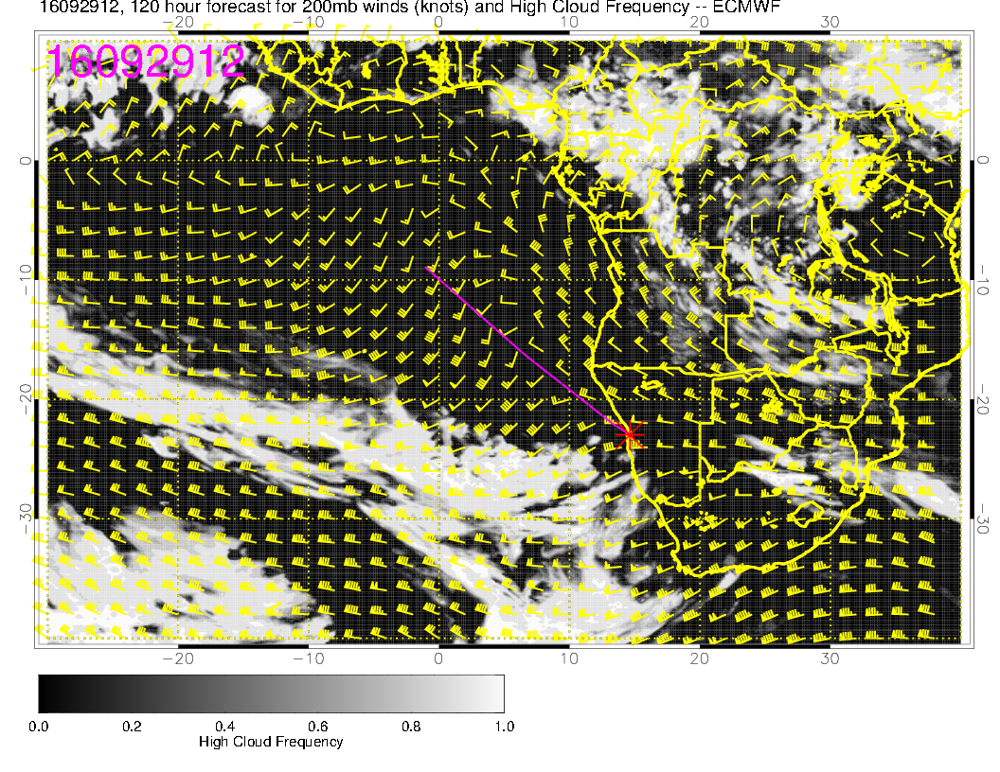 16092912, 120 hour forecast for 200mb winds (knots) and High Cloud Frequency -- ECMWF
−20 −10 0 10 20 30
16092912
0 0
−10 −10
−20 −20
−30 −30
−20 −10 0 10 20 30
0.0 0.2 0.4 0.6 0.8 1.0
High Cloud Frequency